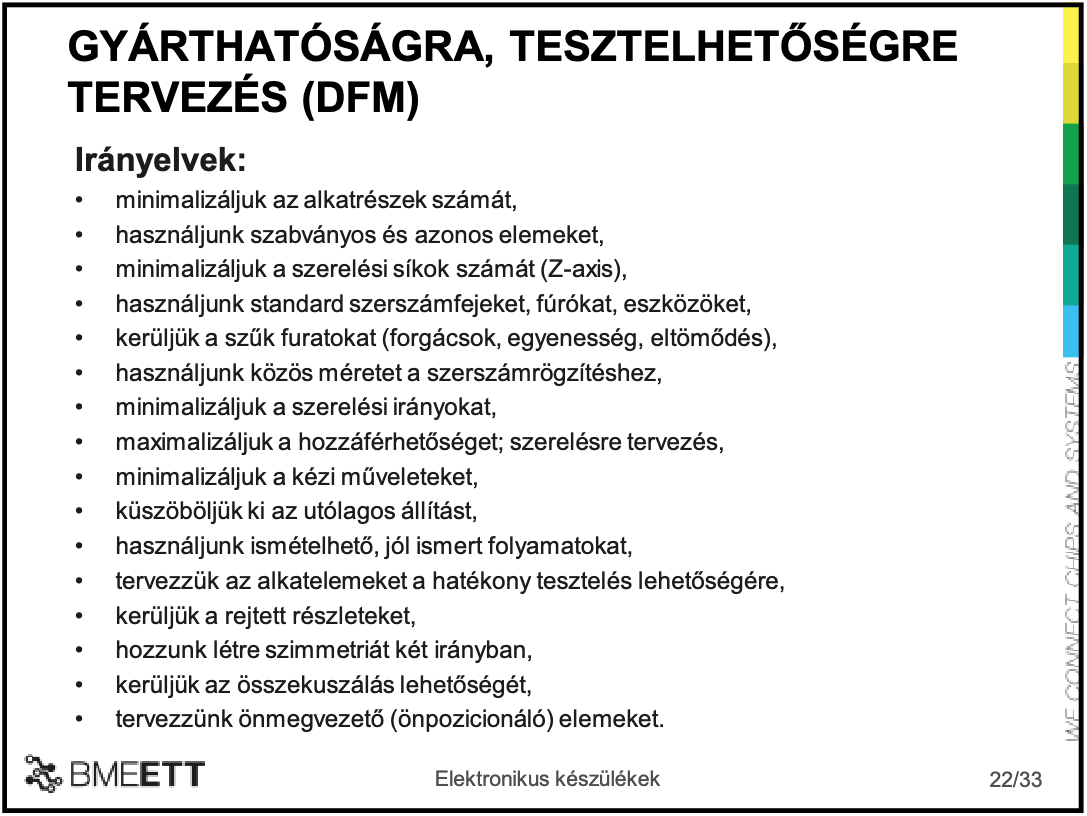 GYÁRTHATÓSÁGRA, TESZTELHETŐSÉGRE
TERVEZÉS (DFM)
Irányelvek:
• minimalizáljuk az alkatrészek számát,
• használjunk szabványos és azonos elemeket,
• minimalizáljuk a szerelési síkok számát (Z-axis),
• használjunk standard szerszámfejeket, fúrókat, eszközöket,
• kerüljük a szűk furatokat (forgácsok, egyenesség, eltömődés),
• használjunk közös méretet a szerszámrögzítéshez,
• minimalizáljuk a szerelési irányokat,
• maximalizáljuk a hozzáférhetőséget; szerelésre tervezés,
• minimalizáljuk a kézi műveleteket,
• küszöböljük ki az utólagos állítást,
• használjunk ismételhető, jól ismert folyamatokat,
• tervezzük az alkatelemeket a hatékony tesztelés lehetőségére,
• kerüljük a rejtett részleteket,
• hozzunk létre szimmetriát két irányban,
• kerüljük az összekuszálás lehetőségét,
• tervezzünk önmegvezető (önpozicionáló) elemeket.
WE CONNECT CHIPS AND SYSTEMS
BMEETT
Elektronikus készülékek
22/33